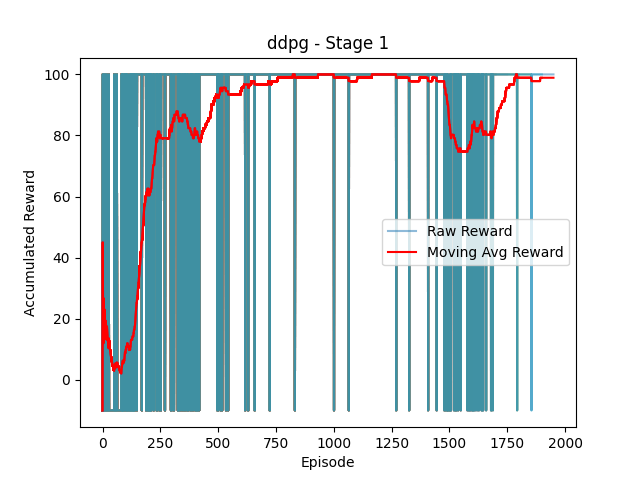 ddpg - Stage 1
Accumulated Reward
100
80
60
40
20
0
Raw Reward
Moving Avg Reward
0 250 500 750 1000 1250 1500 1750 2000
Episode